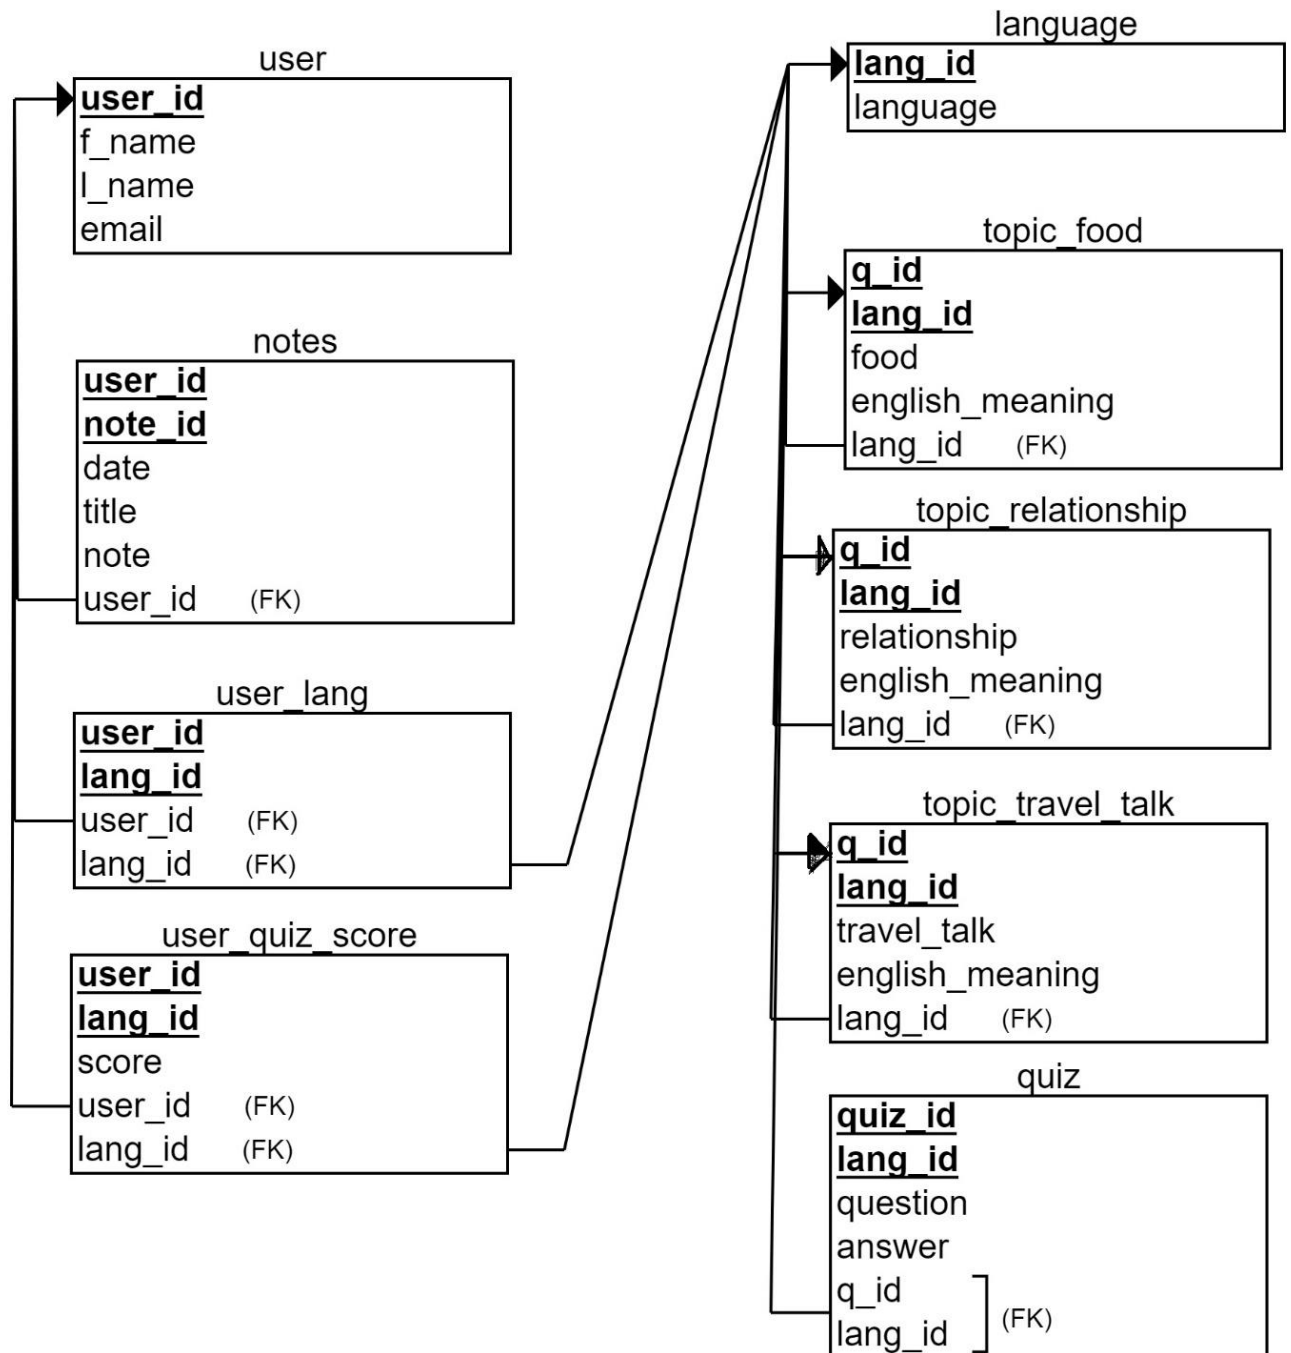 user
user_id
f_name
l_name
email
notes
user_id
note_id
date
title
note
user_id (FK)
user_lang
user_id
lang_id
user_id (FK)
lang_id (FK)
user_quiz_score
user_id
lang_id
score
user_id (FK)
lang_id (FK)
language
lang_id
language
topic_food
q_id
lang_id
food
english_meaning
lang_id (FK)
topic_relationship
q_id
lang_id
relationship
english_meaning
lang_id (FK)
topic_travel_talk
q_id
lang_id
travel_talk
english_meaning
lang_id (FK)
quiz
quiz_id
lang_id
question
answer
q_id
lang_id (FK)